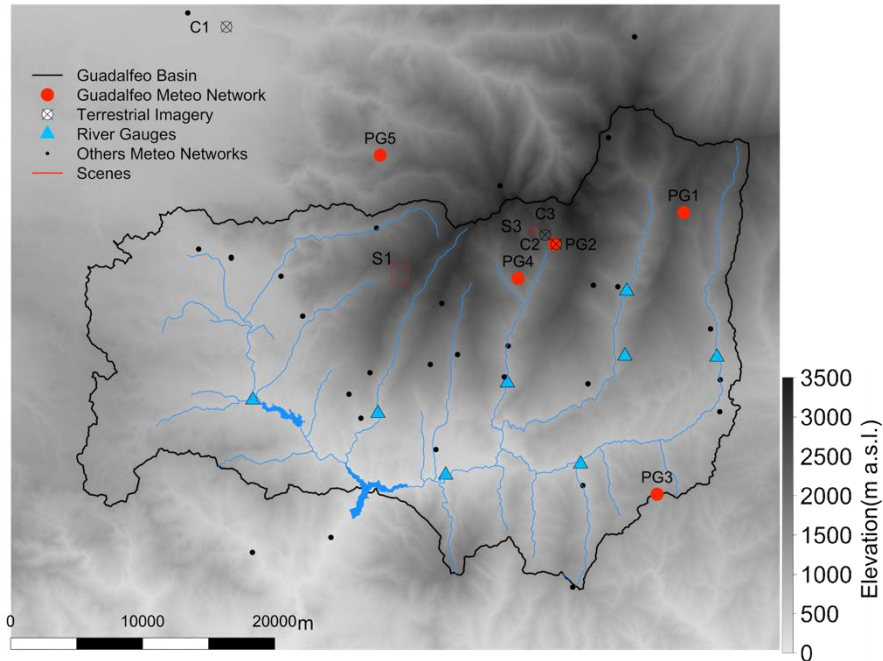 C1
Guadalfeo Basin
Guadalfeo Meteo Network
Terrestrial Imagery
River Gauges
Others Meteo Networks
Scenes
PG5
PG1
C3
S3
C2 PG2
PG4
S1
PG3
3500
3000
2500
2000
1500
1000
500
0
Elevation(m a.s.l)
0 10000 20000m